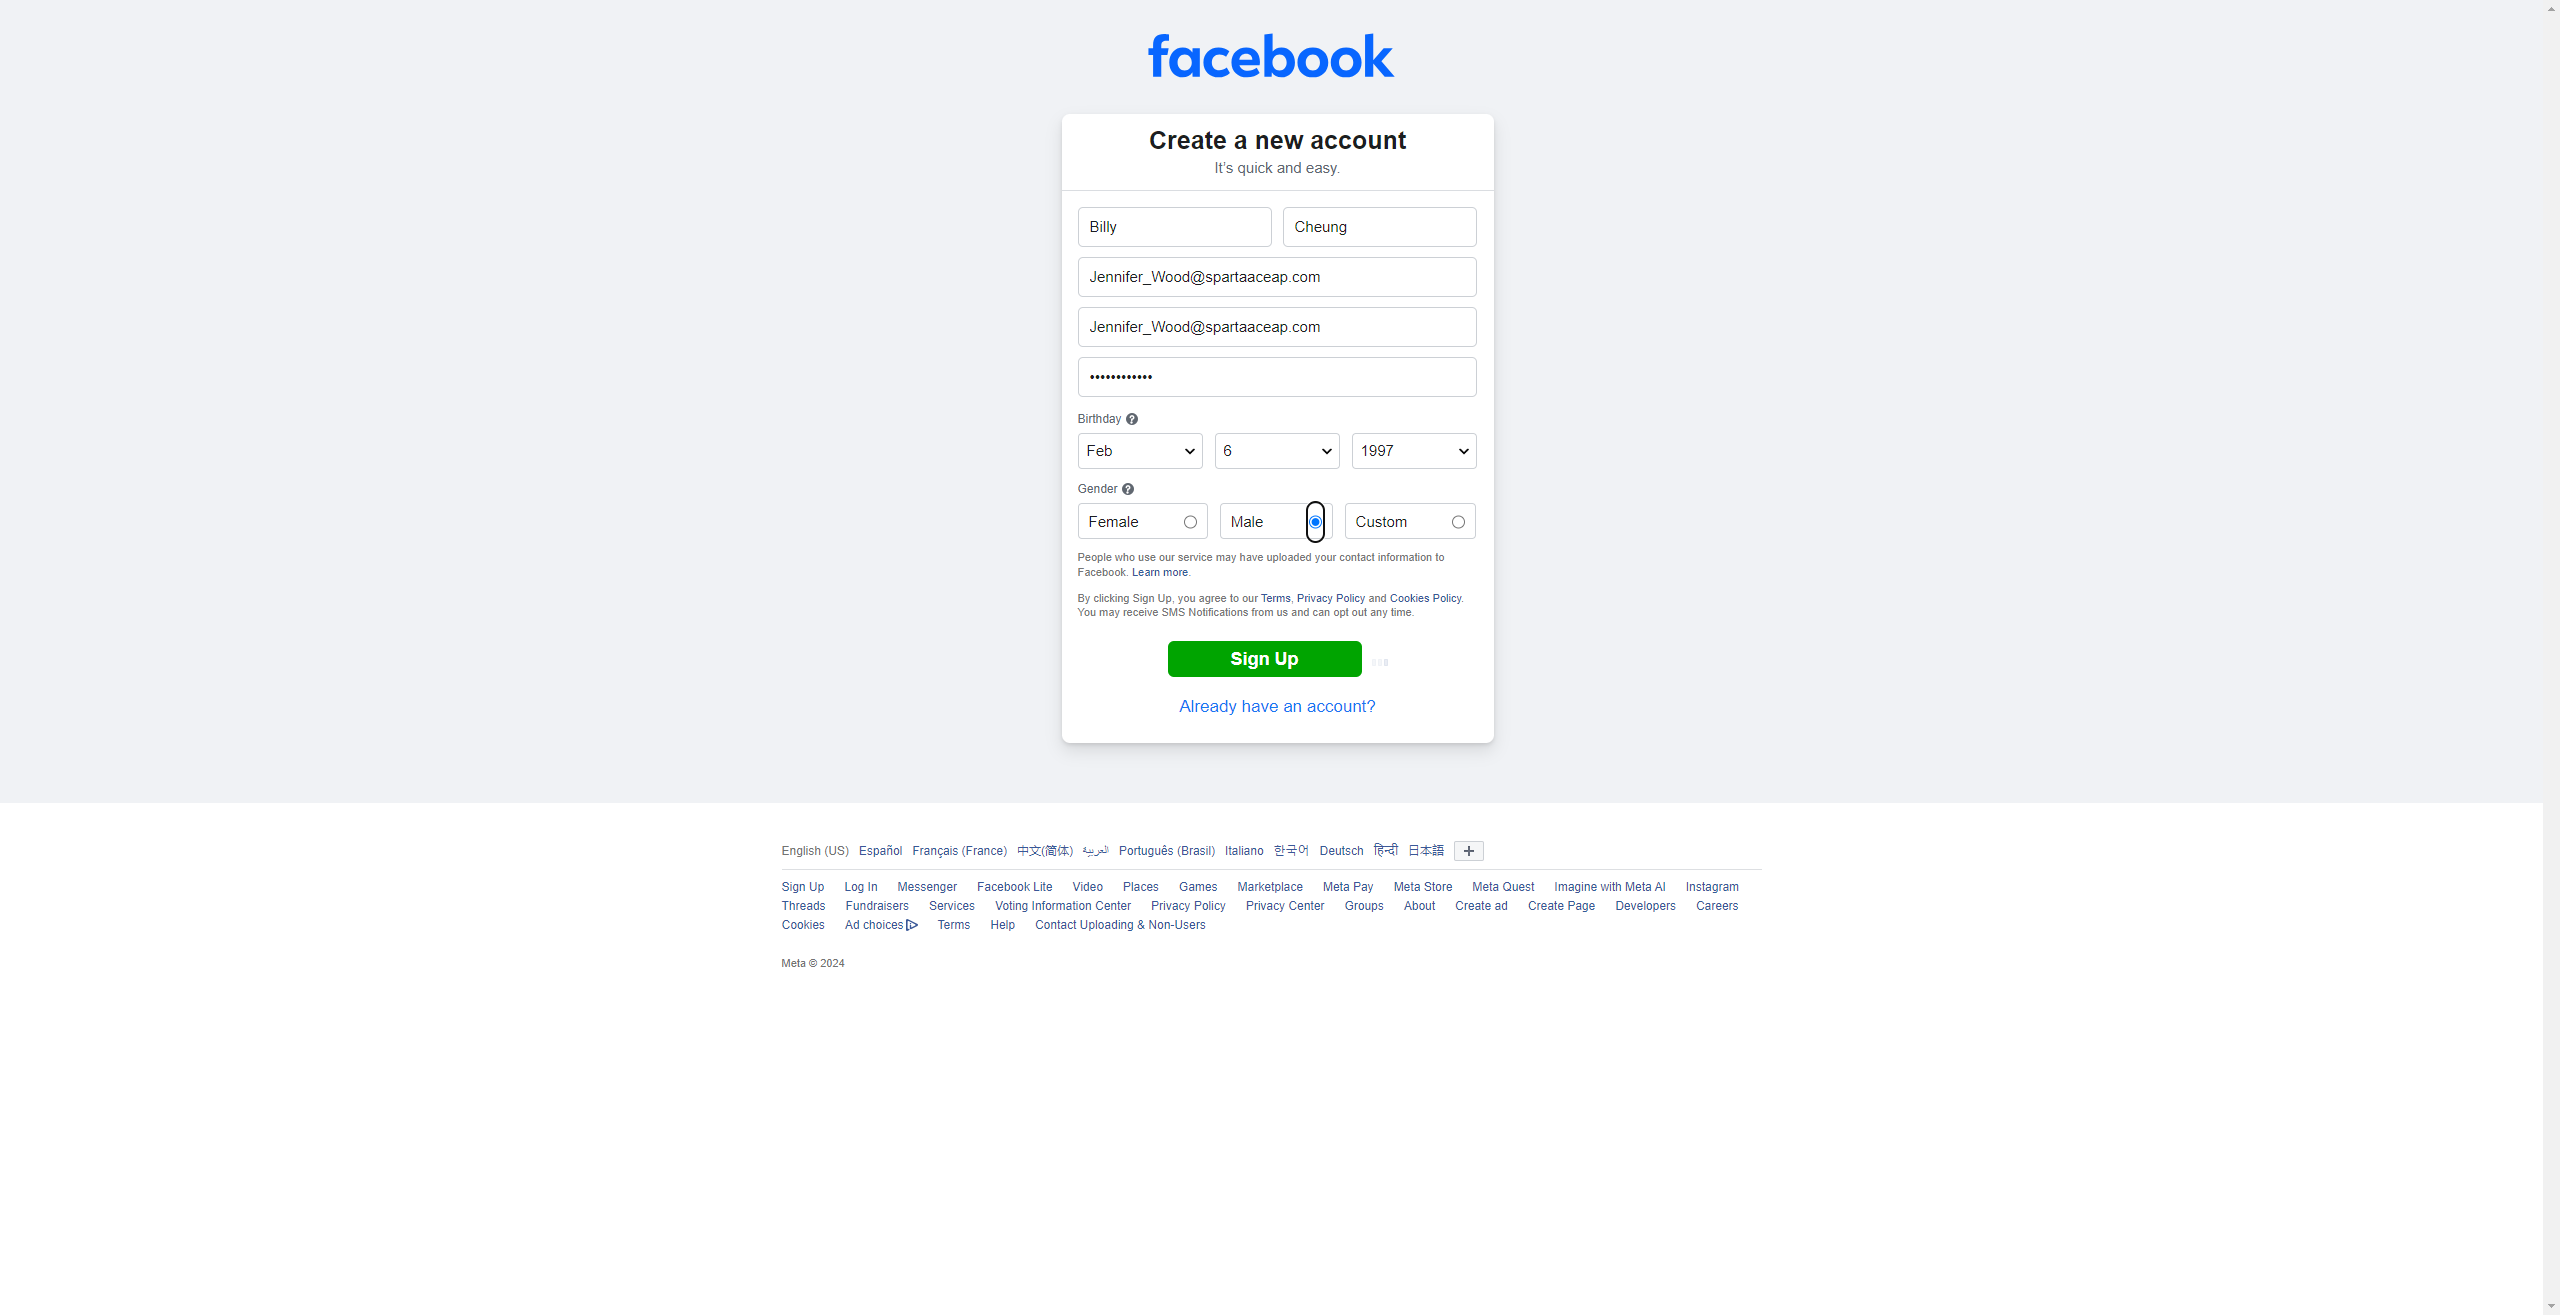 facebook
Create a new account
It's quick and easy.
Billy Cheung
Jennifer_Wood@spartaaceap.com
Jennifer_Wood@spartaaceap.com
••••••••••••
Birthday ?
Feb 6 1997
Gender ?
Female Male Custom
People who use our service may have uploaded your contact information to
Facebook. Learn more.
By clicking Sign Up, you agree to our Terms, Privacy Policy and Cookies Policy.
You may receive SMS Notifications from us and can opt out any time.
Sign Up
Already have an account?
English (US) Español Français (France) 中文(简体) العربية Português (Brasil) Italiano 한국어 Deutsch हिन्दी 日本語 +
Sign Up Log In Messenger Facebook Lite Video Places Games Marketplace Meta Pay Meta Store Meta Quest Imagine with Meta AI Instagram
Threads Fundraisers Services Voting Information Center Privacy Policy Privacy Center Groups About Create ad Create Page Developers Careers
Cookies Ad choices Terms Help Contact Uploading & Non-Users
Meta © 2024